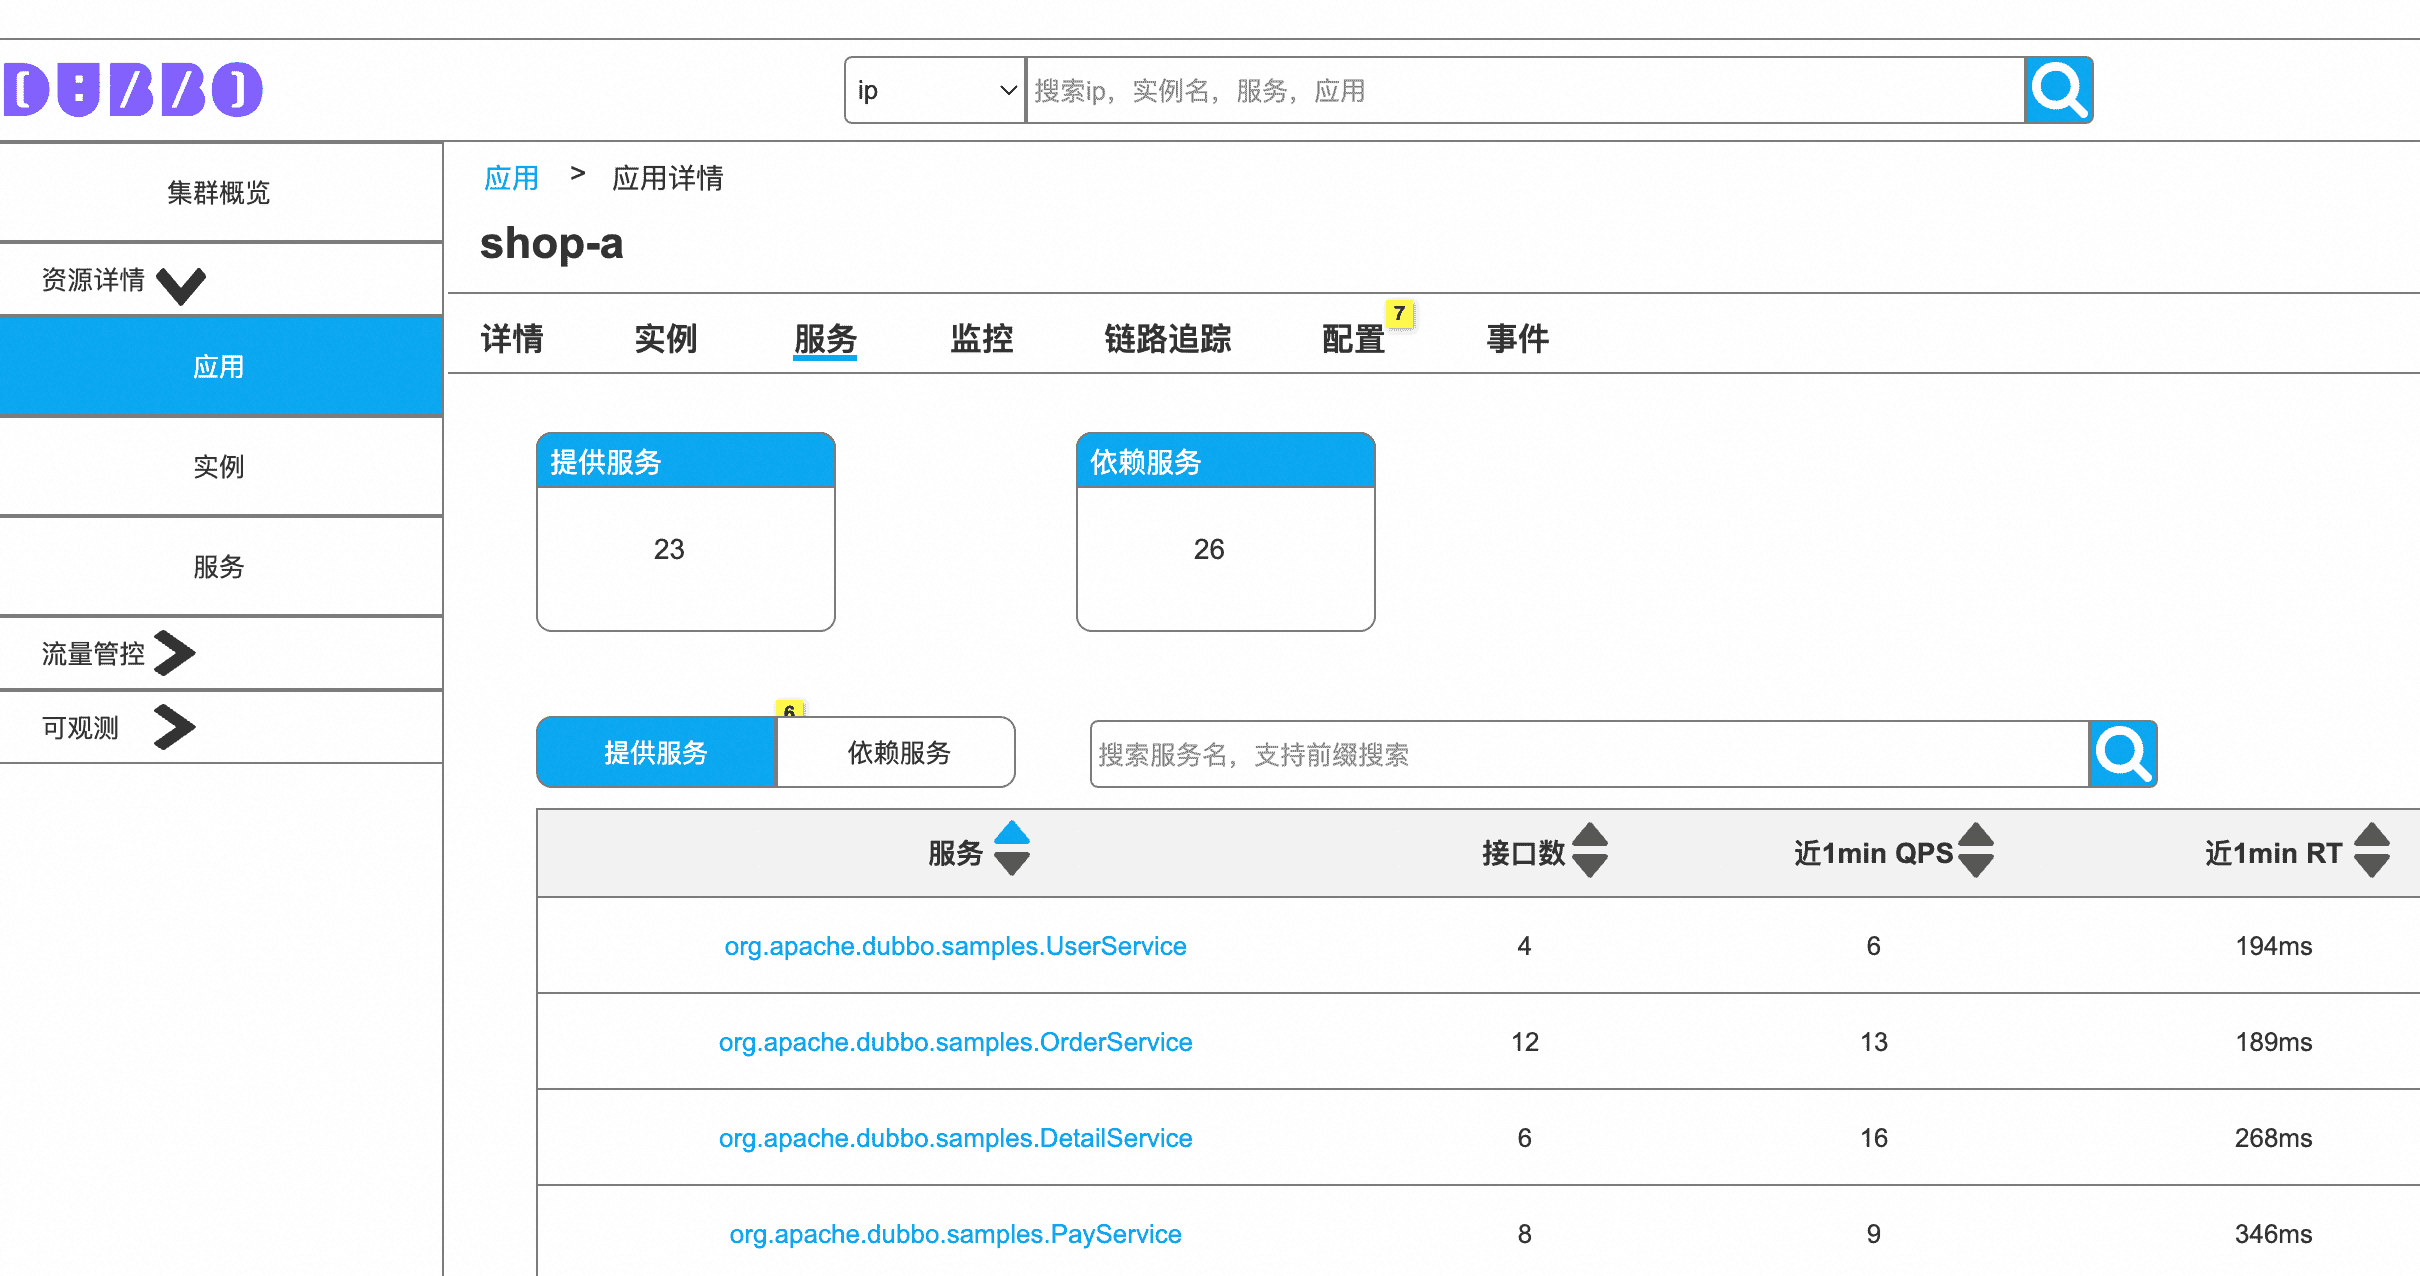 DUBBO
ip
搜索ip，实例名，服务，应用
集群概览
资源详情
应用
实例
服务
流量管控
可观测
应用 > 应用详情
shop-a
详情 实例 服务 监控 链路追踪 配置 7 事件
提供服务 依赖服务
23 26
6
提供服务 依赖服务 搜索服务名，支持前缀搜索
服务 接口数 近1min QPS 近1min RT
org.apache.dubbo.samples.UserService 4 6 194ms
org.apache.dubbo.samples.OrderService 12 13 189ms
org.apache.dubbo.samples.DetailService 6 16 268ms
org.apache.dubbo.samples.PayService 8 9 346ms